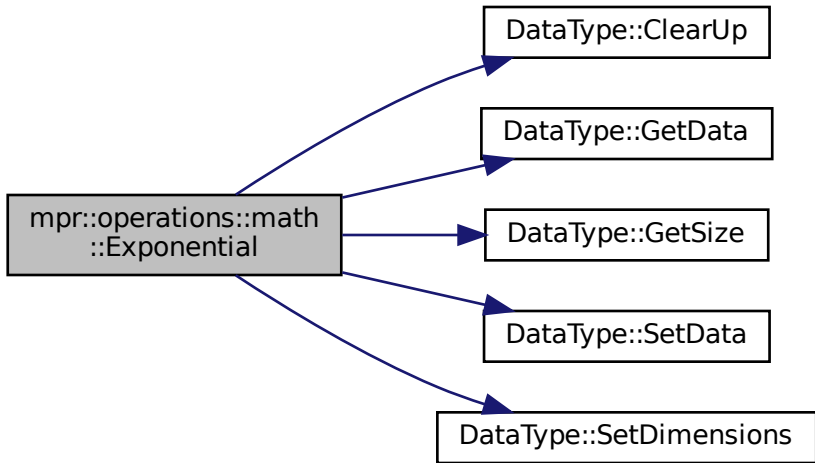 mpr::operations::math
::Exponential
DataType::ClearUp
DataType::GetData
DataType::GetSize
DataType::SetData
DataType::SetDimensions